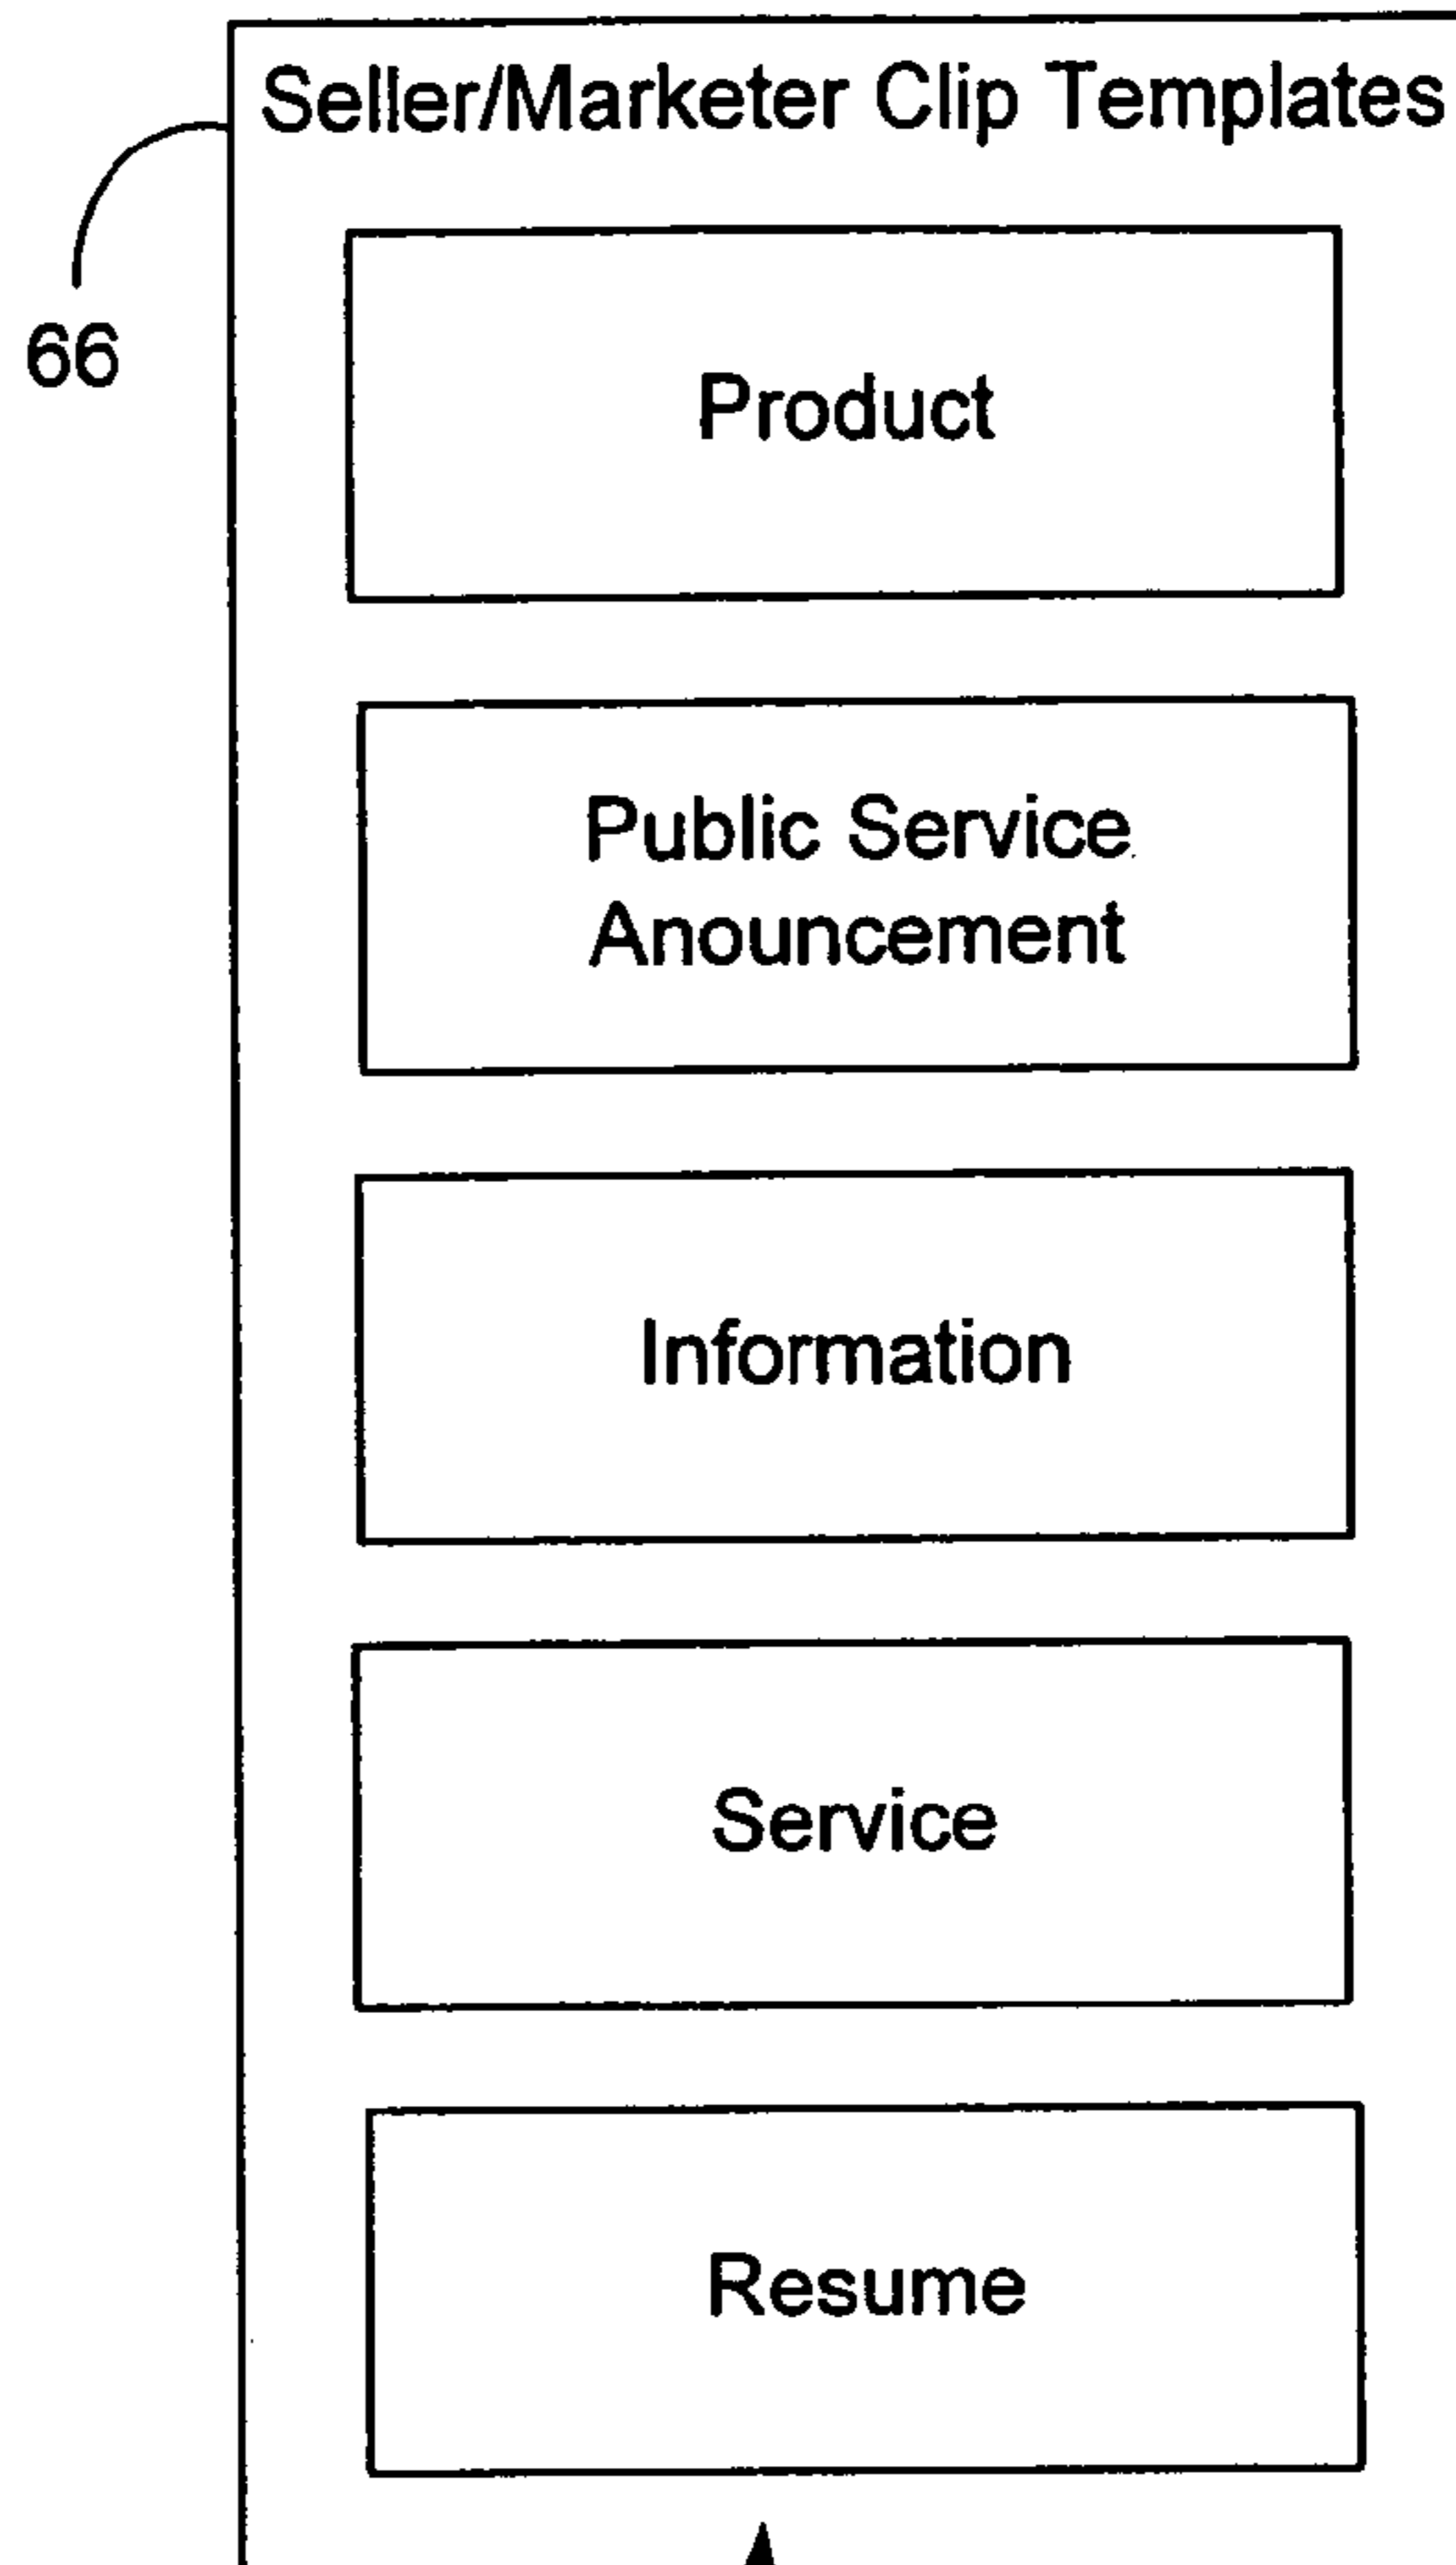 Seller/Marketer Clip Templates
66
Product
Public Service
Anouncement
Information
Service
Resume